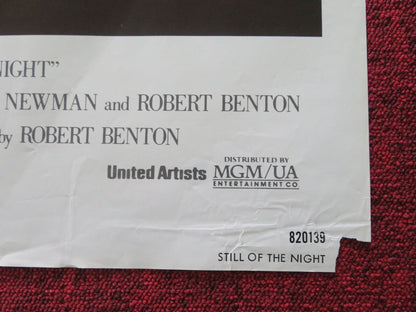 NIGHT"
NEWMAN and ROBERT BENTON
by ROBERT BENTON
United Artists
DISTRIBUTED BY
MGM/UA
ENTERTAINMENT CO
820139
STILL OF THE NIGHT